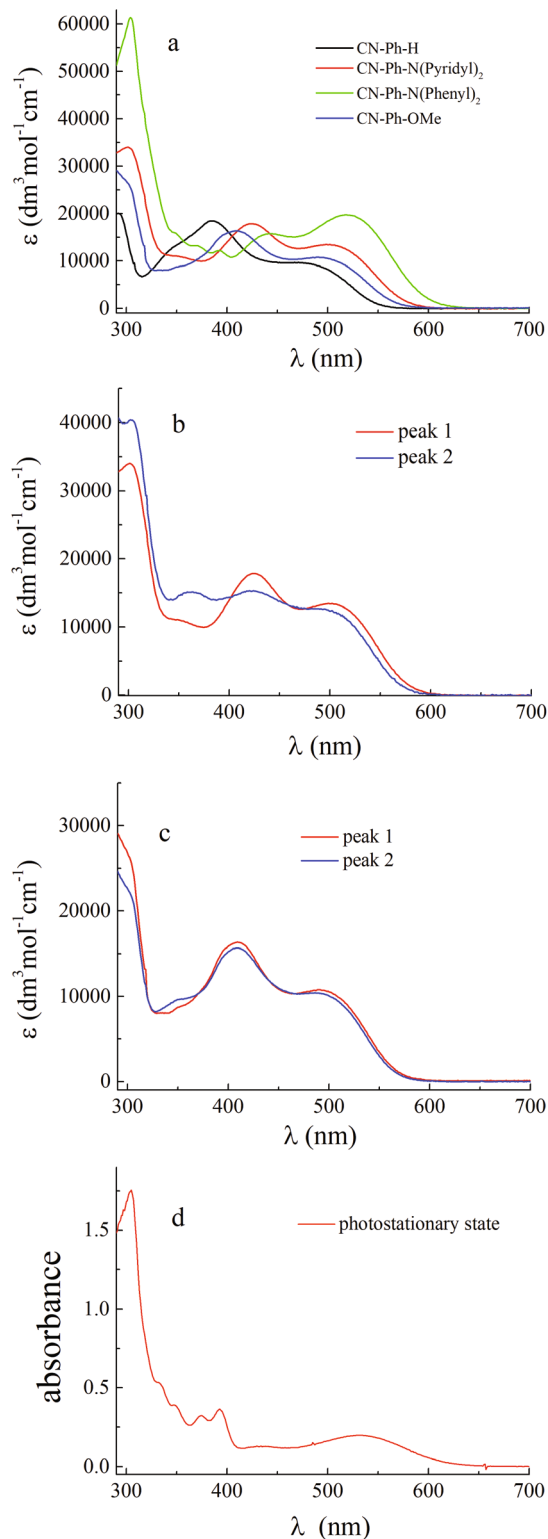 a
CN-Ph-H
CN-Ph-N(Pyridyl)₂
CN-Ph-N(Phenyl)₂
CN-Ph-OMe
ε (dm³mol⁻¹cm⁻¹)
60000
50000
40000
30000
20000
10000
0
300 400 500 600 700
λ (nm)
b
peak 1
peak 2
ε (dm³mol⁻¹cm⁻¹)
40000
30000
20000
10000
0
300 400 500 600 700
λ (nm)
c
peak 1
peak 2
ε (dm³mol⁻¹cm⁻¹)
30000
20000
10000
0
300 400 500 600 700
λ (nm)
d
photostationary state
absorbance
1.5
1.0
0.5
0.0
300 400 500 600 700
λ (nm)